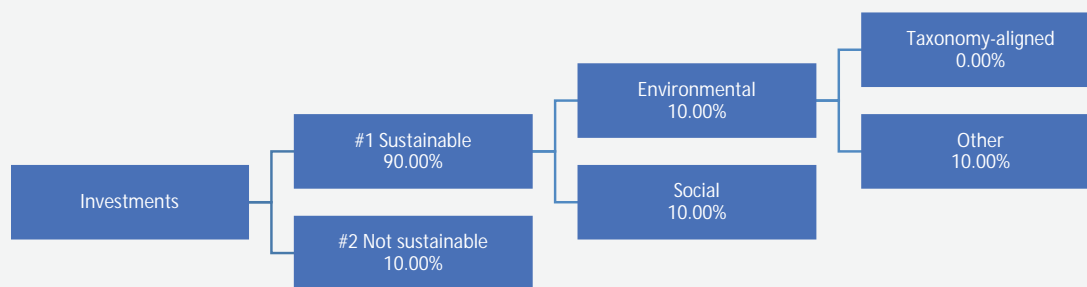 Investments
#1 Sustainable
90.00%
#2 Not sustainable
10.00%
Environmental
10.00%
Social
10.00%
Taxonomy-aligned
0.00%
Other
10.00%